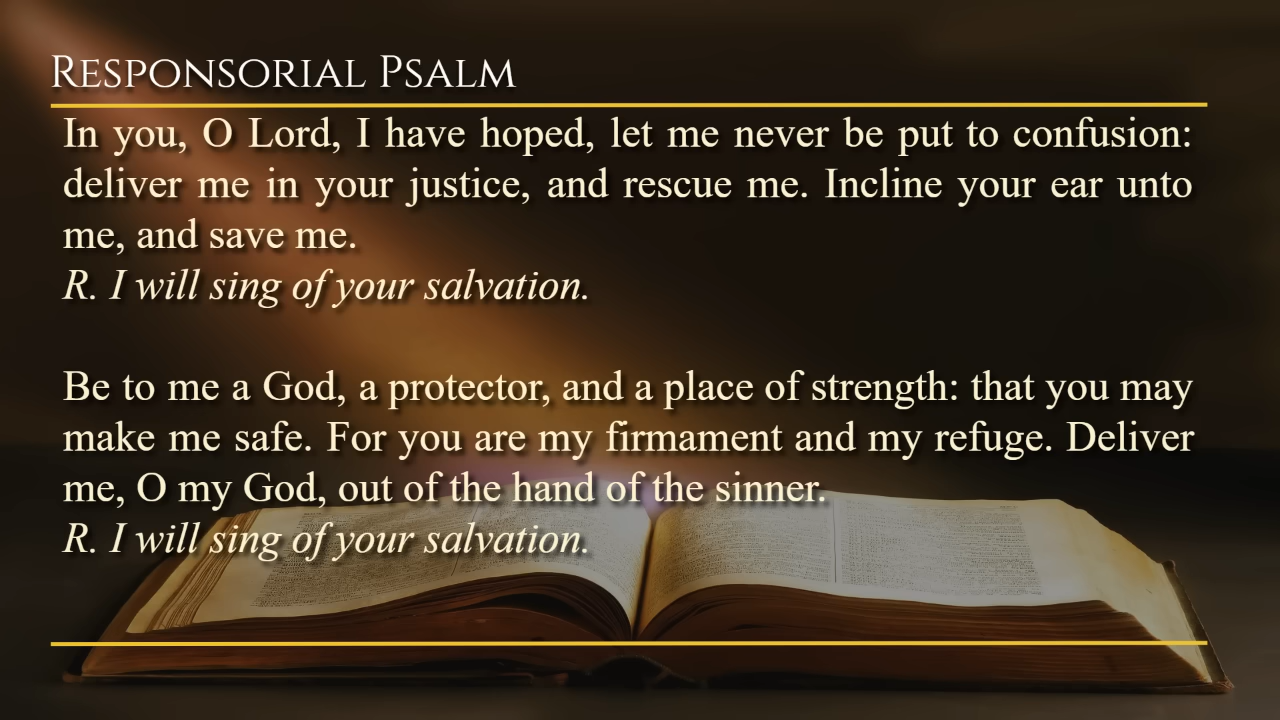 Responsorial Psalm
In you, O Lord, I have hoped, let me never be put to confusion:
deliver me in your justice, and rescue me. Incline your ear unto
me, and save me.
R. I will sing of your salvation.
Be to me a God, a protector, and a place of strength: that you may
make me safe. For you are my firmament and my refuge. Deliver
me, O my God, out of the hand of the sinner.
R. I will sing of your salvation.